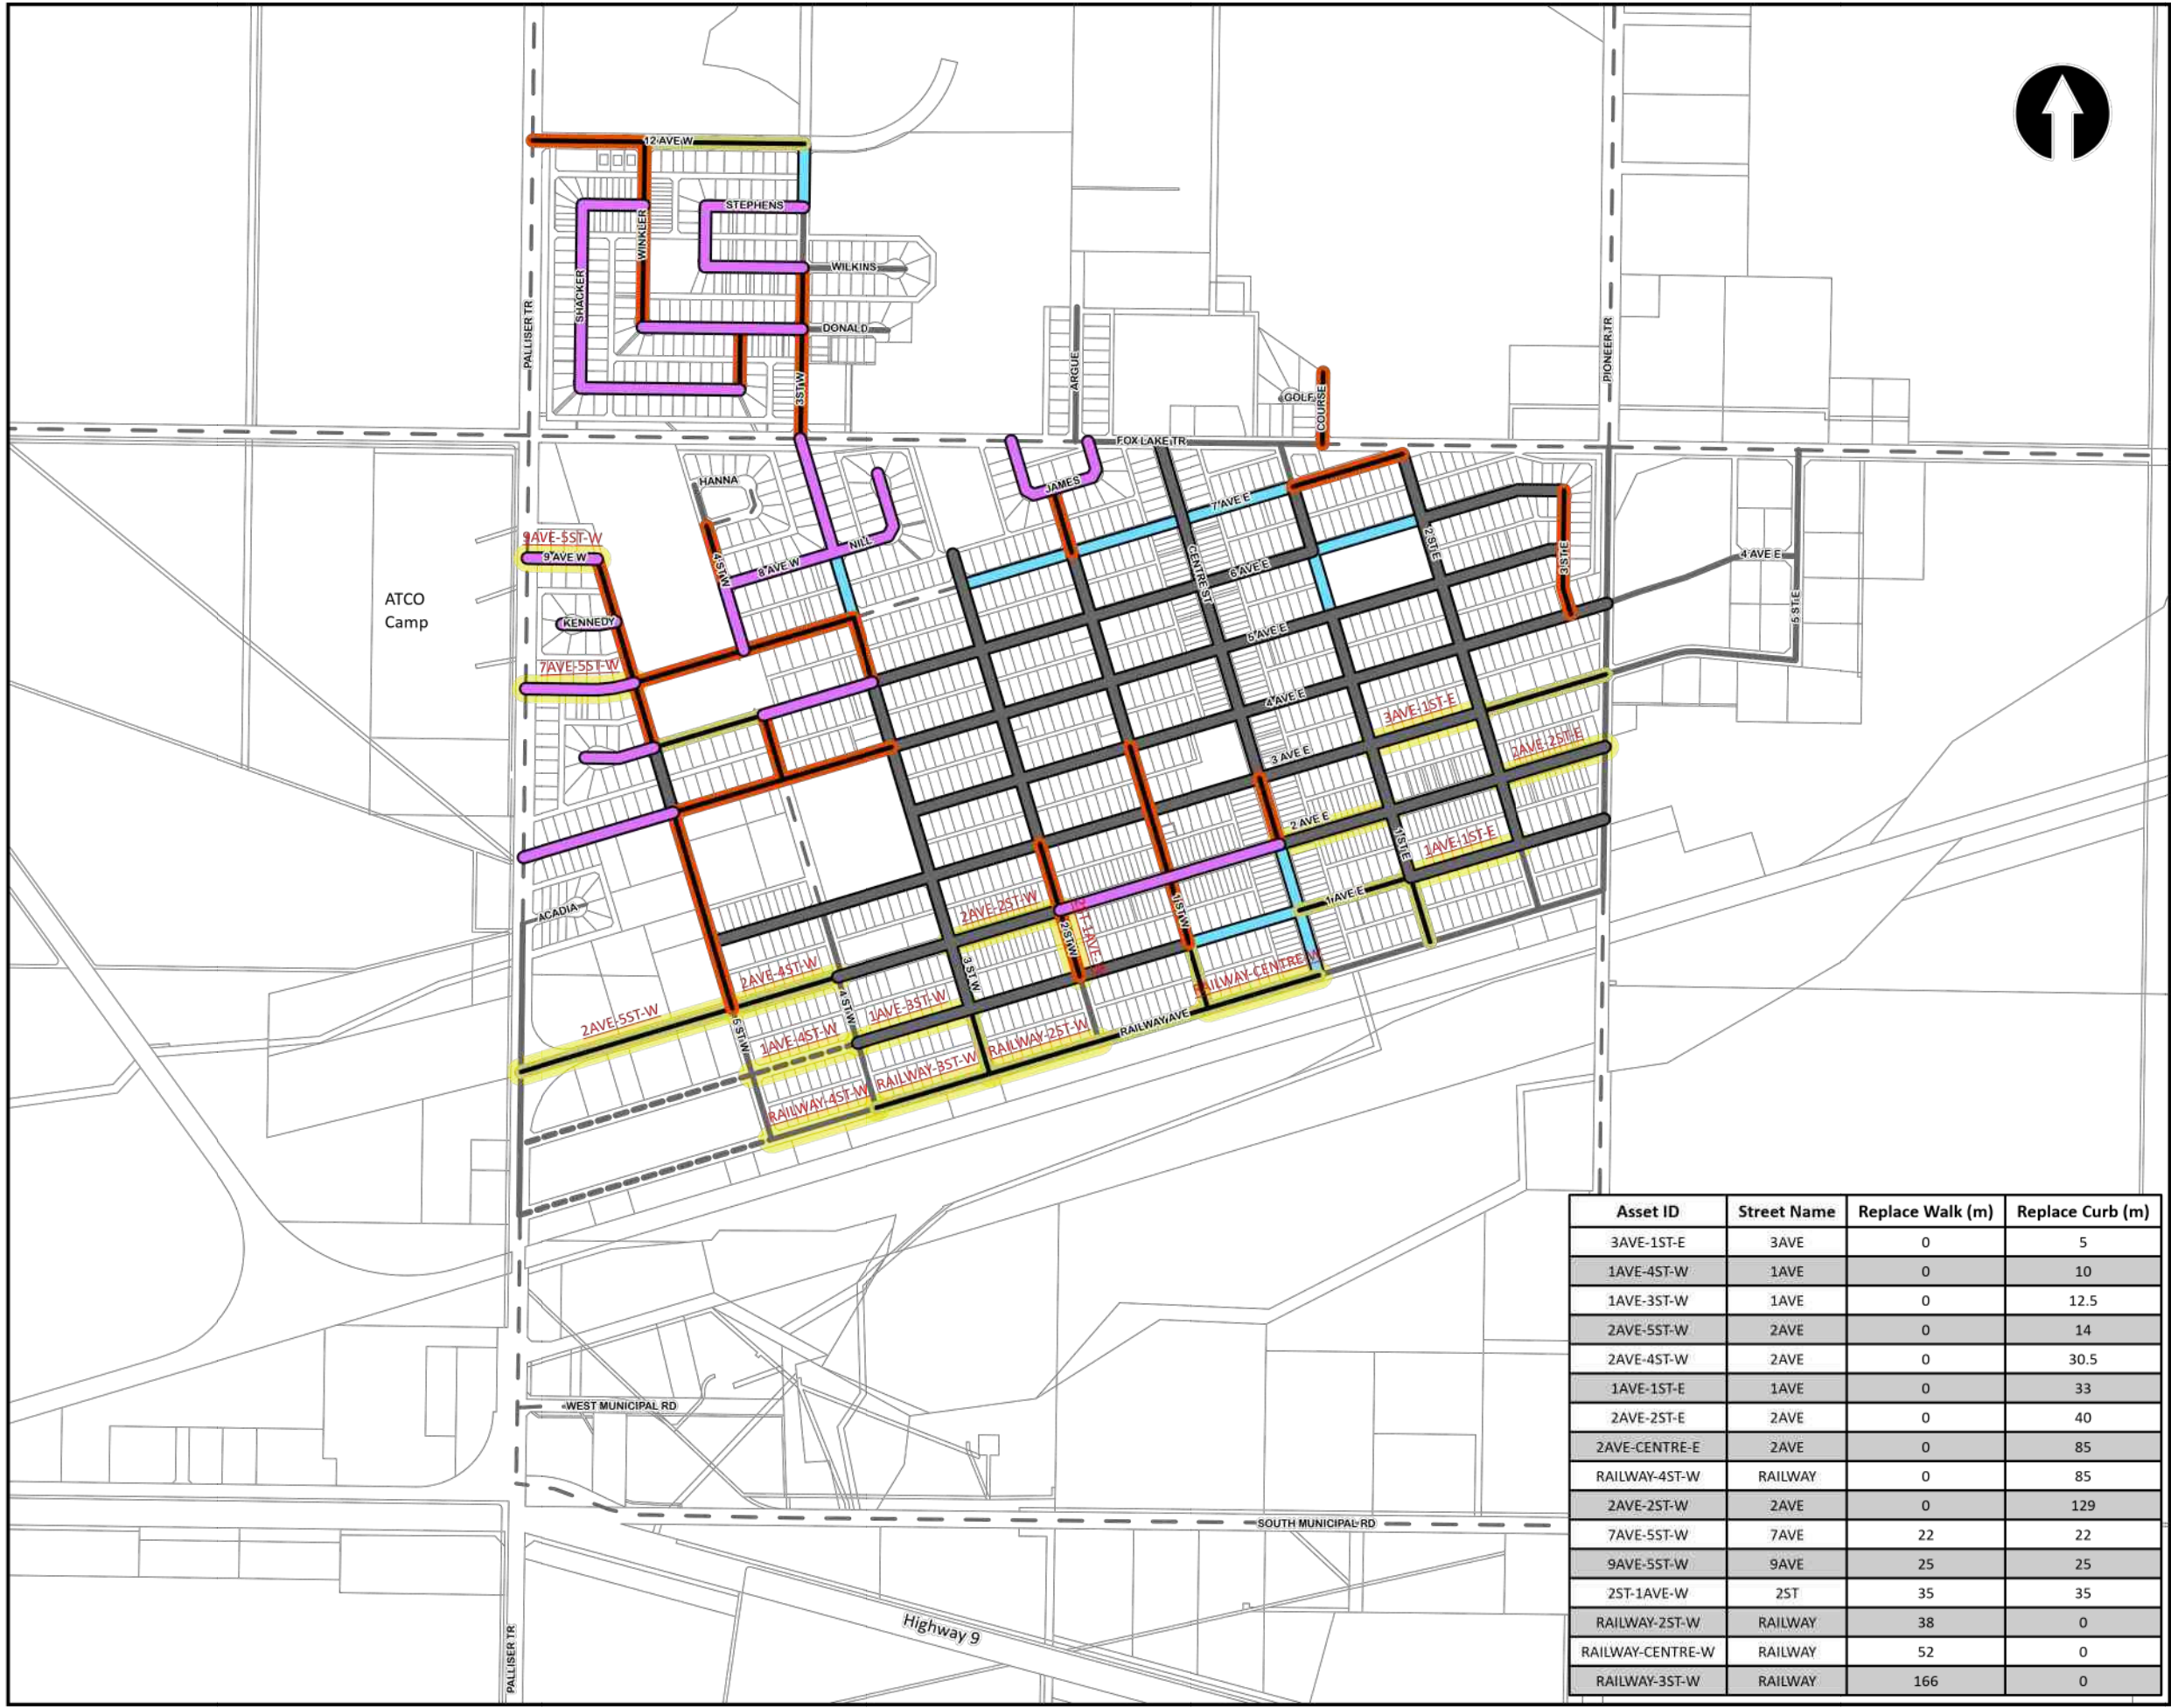 12 AVE W
STEPHENS
WINKLER
WILKINS
SHACKER
DONALD
PALLISER TR
ARGUE
PIONEER TR
3ST W
GOLF
COURSE
FOX LAKE TR
HANNA
JAMES
7 AVE E
9AVE-5ST-W
9 AVE W
4 ST W
8 AVE W
NILL
CENTRE ST
2 ST E
3 ST E
4 AVE E
6 AVE E
5 ST E
ATCO
Camp
KENNEDY
5 AVE E
7AVE-5ST-W
4 AVE E
3AVE-1ST-E
2AVE-2ST-E
3 AVE E
2 AVE E
1 ST E
1AVE-1ST-E
ACADIA
2AVE-2ST-W
1 AVE E
1 ST W
2 ST W
2ST-1AVE-W
3 ST W
2AVE-4ST-W
RAILWAY-CENTRE-W
4 ST W
1AVE-3ST-W
2AVE-5ST-W
5 ST W
1AVE-4ST-W
RAILWAY-2ST-W
RAILWAY AVE
RAILWAY-3ST-W
RAILWAY-4ST-W
WEST MUNICIPAL RD
SOUTH MUNICIPAL RD
Highway 9
PALLISER TR
Asset ID Street Name Replace Walk (m) Replace Curb (m)
3AVE-1ST-E 3AVE 0 5
1AVE-4ST-W 1AVE 0 10
1AVE-3ST-W 1AVE 0 12.5
2AVE-5ST-W 2AVE 0 14
2AVE-4ST-W 2AVE 0 30.5
1AVE-1ST-E 1AVE 0 33
2AVE-2ST-E 2AVE 0 40
2AVE-CENTRE-E 2AVE 0 85
RAILWAY-4ST-W RAILWAY 0 85
2AVE-2ST-W 2AVE 0 129
7AVE-5ST-W 7AVE 22 22
9AVE-5ST-W 9AVE 25 25
2ST-1AVE-W 2ST 35 35
RAILWAY-2ST-W RAILWAY 38 0
RAILWAY-CENTRE-W RAILWAY 52 0
RAILWAY-3ST-W RAILWAY 166 0